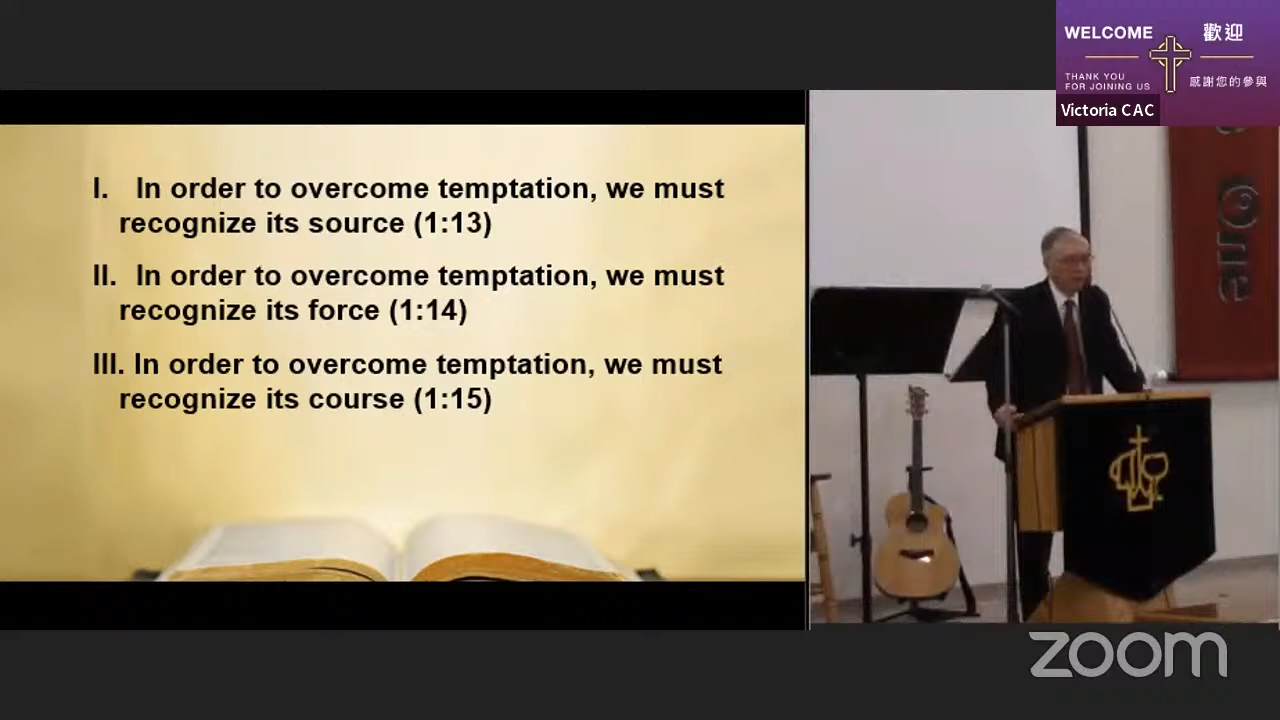 WELCOME 歡迎
THANK YOU
FOR JOINING US 感謝您的參與
Victoria CAC
I. In order to overcome temptation, we must
recognize its source (1:13)
II. In order to overcome temptation, we must
recognize its force (1:14)
III. In order to overcome temptation, we must
recognize its course (1:15)
One
zoom